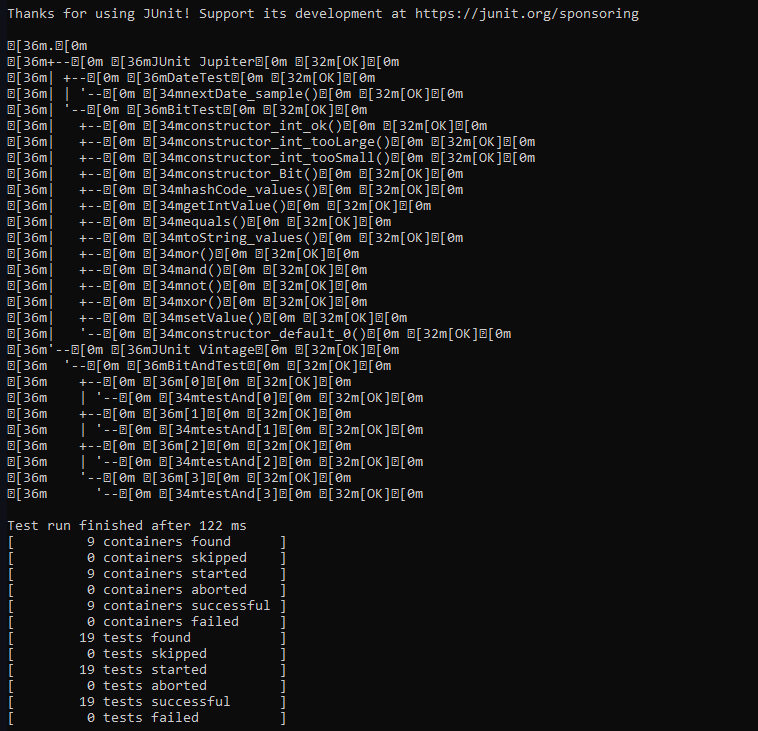 Thanks for using JUnit! Support its development at https://junit.org/sponsoring
�[36m.�[0m
�[36m+--�[0m �[36mJUnit Jupiter�[0m �[32m[OK]�[0m
�[36m| +--�[0m �[36mDateTest�[0m �[32m[OK]�[0m
�[36m| | '--�[0m �[34mnextDate_sample()�[0m �[32m[OK]�[0m
�[36m| '--�[0m �[36mBitTest�[0m �[32m[OK]�[0m
�[36m|   +--�[0m �[34mconstructor_int_ok()�[0m �[32m[OK]�[0m
�[36m|   +--�[0m �[34mconstructor_int_tooLarge()�[0m �[32m[OK]�[0m
�[36m|   +--�[0m �[34mconstructor_int_tooSmall()�[0m �[32m[OK]�[0m
�[36m|   +--�[0m �[34mconstructor_Bit()�[0m �[32m[OK]�[0m
�[36m|   +--�[0m �[34mhashCode_values()�[0m �[32m[OK]�[0m
�[36m|   +--�[0m �[34mgetIntValue()�[0m �[32m[OK]�[0m
�[36m|   +--�[0m �[34mequals()�[0m �[32m[OK]�[0m
�[36m|   +--�[0m �[34mtoString_values()�[0m �[32m[OK]�[0m
�[36m|   +--�[0m �[34mor()�[0m �[32m[OK]�[0m
�[36m|   +--�[0m �[34mand()�[0m �[32m[OK]�[0m
�[36m|   +--�[0m �[34mnot()�[0m �[32m[OK]�[0m
�[36m|   +--�[0m �[34mxor()�[0m �[32m[OK]�[0m
�[36m|   +--�[0m �[34msetValue()�[0m �[32m[OK]�[0m
�[36m|   '--�[0m �[34mconstructor_default_0()�[0m �[32m[OK]�[0m
�[36m'--�[0m �[36mJUnit Vintage�[0m �[32m[OK]�[0m
�[36m  '--�[0m �[36mBitAndTest�[0m �[32m[OK]�[0m
�[36m    +--�[0m �[36m[0]�[0m �[32m[OK]�[0m
�[36m    | '--�[0m �[34mtestAnd[0]�[0m �[32m[OK]�[0m
�[36m    +--�[0m �[36m[1]�[0m �[32m[OK]�[0m
�[36m    | '--�[0m �[34mtestAnd[1]�[0m �[32m[OK]�[0m
�[36m    +--�[0m �[36m[2]�[0m �[32m[OK]�[0m
�[36m    | '--�[0m �[34mtestAnd[2]�[0m �[32m[OK]�[0m
�[36m    '--�[0m �[36m[3]�[0m �[32m[OK]�[0m
�[36m      '--�[0m �[34mtestAnd[3]�[0m �[32m[OK]�[0m
Test run finished after 122 ms
[         9 containers found      ]
[         0 containers skipped    ]
[         9 containers started    ]
[         0 containers aborted    ]
[         9 containers successful ]
[         0 containers failed     ]
[        19 tests found           ]
[         0 tests skipped         ]
[        19 tests started         ]
[         0 tests aborted         ]
[        19 tests successful      ]
[         0 tests failed          ]